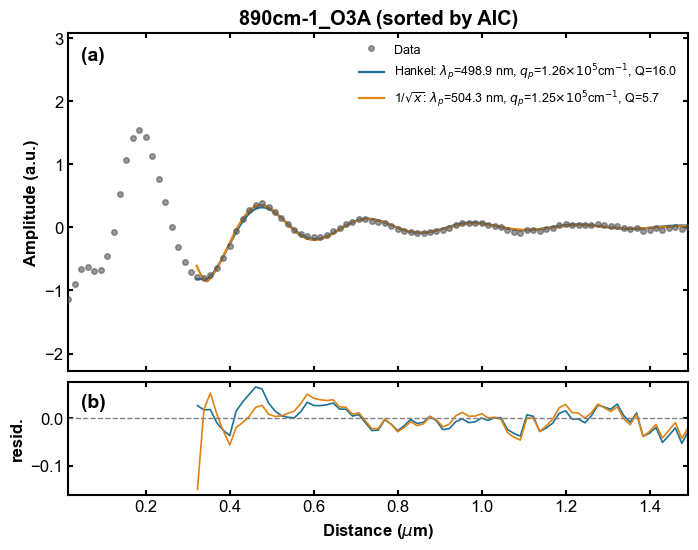 890cm-1_O3A (sorted by AIC)
(a)
Data
Hankel: λₚ=498.9 nm, qₚ=1.26×10⁵cm⁻¹, Q=16.0
1/√x: λₚ=504.3 nm, qₚ=1.25×10⁵cm⁻¹, Q=5.7
Amplitude (a.u.)
3
2
1
0
−1
−2
(b)
resid.
0.0
−0.1
0.2 0.4 0.6 0.8 1.0 1.2 1.4
Distance (μm)